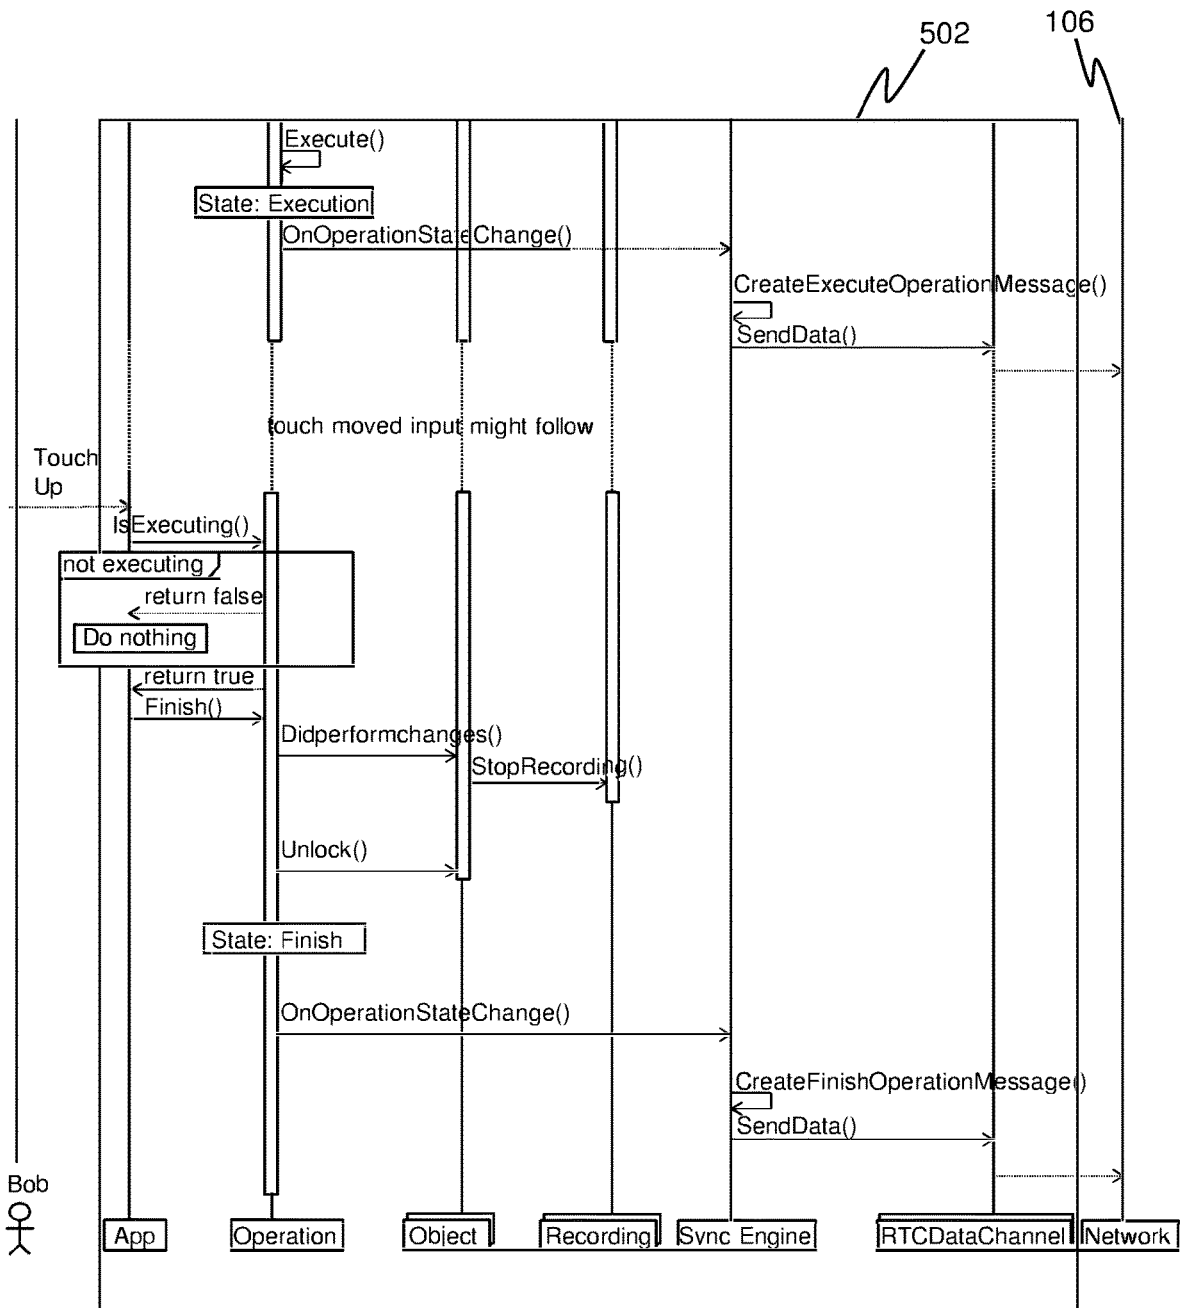 502
106
Execute()
State: Execution
OnOperationStateChange()
CreateExecuteOperationMessage()
SendData()
touch moved input might follow
Touch
Up
IsExecuting()
not executing
return false
Do nothing
return true
Finish()
Didperformchanges()
StopRecording()
Unlock()
State: Finish
OnOperationStateChange()
CreateFinishOperationMessage()
SendData()
Bob
App
Operation
Object
Recording
Sync Engine
RTCDataChannel
Network